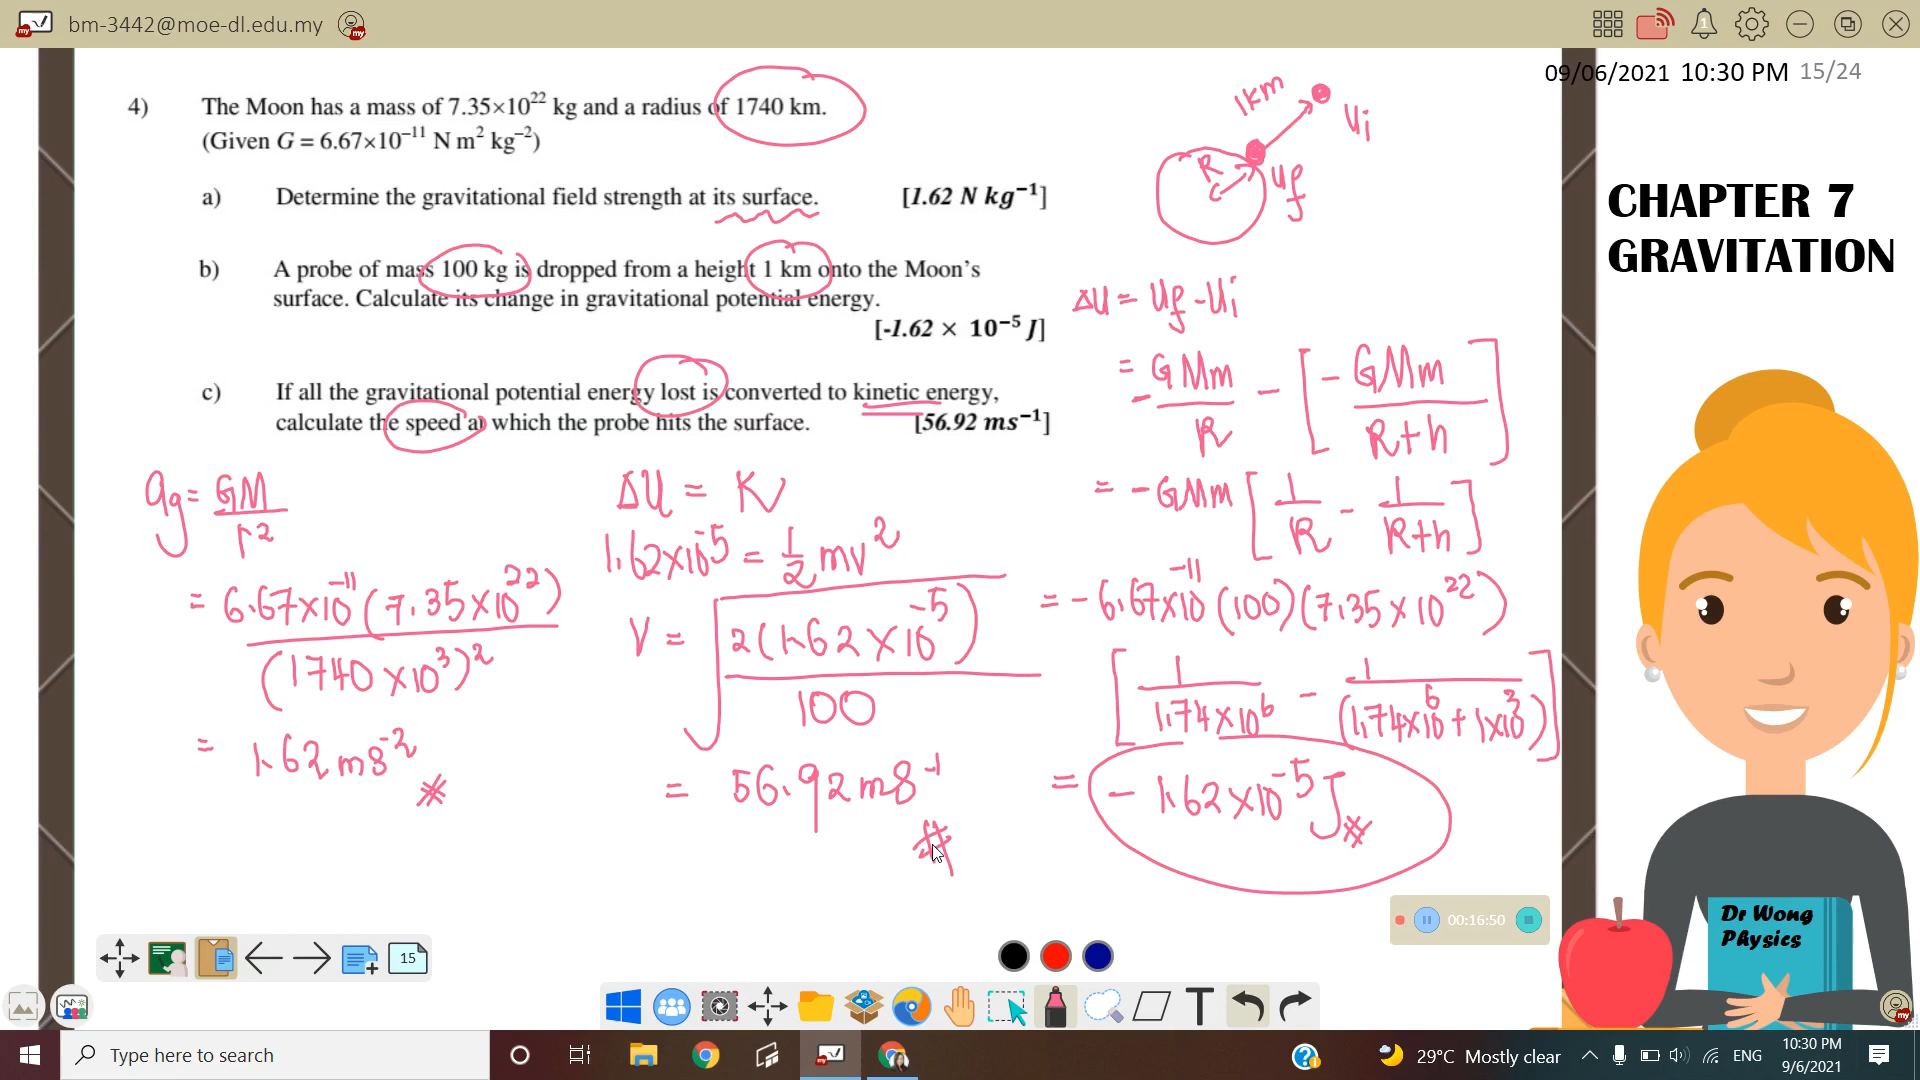 bm-3442@moe-dl.edu.my
09/06/2021 10:30 PM 15/24
4) The Moon has a mass of 7.35×10²² kg and a radius of 1740 km.
(Given G = 6.67×10⁻¹¹ N m² kg⁻²)
a) Determine the gravitational field strength at its surface. [1.62 N kg⁻¹]
b) A probe of mass 100 kg is dropped from a height 1 km onto the Moon's
surface. Calculate its change in gravitational potential energy.
[-1.62 × 10⁻⁵ J]
c) If all the gravitational potential energy lost is converted to kinetic energy,
calculate the speed at which the probe hits the surface. [56.92 ms⁻¹]
ag = GM / r²
= 6.67×10⁻¹¹ (7.35×10²²) / (1740×10³)²
= 1.62 ms⁻²
ΔU = K
1.62×10⁻⁵ = 1/2 mv²
V = √(2(1.62×10⁻⁵) / 100)
= 56.92 ms⁻¹
1km
Ui
R
Uf
ΔU = Uf - Ui
= - GMm / R - [ - GMm / R+h ]
= - GMm [ 1/R - 1/R+h ]
= - 6.67×10⁻¹¹ (100)(7.35×10²²)
[ 1 / 1.74×10⁶ - 1 / (1.74×10⁶ + 1×10³) ]
= - 1.62×10⁻⁵ J
CHAPTER 7
GRAVITATION
Dr Wong
Physics
00:16:50
15
T
Type here to search
29°C Mostly clear
ENG
10:30 PM
9/6/2021